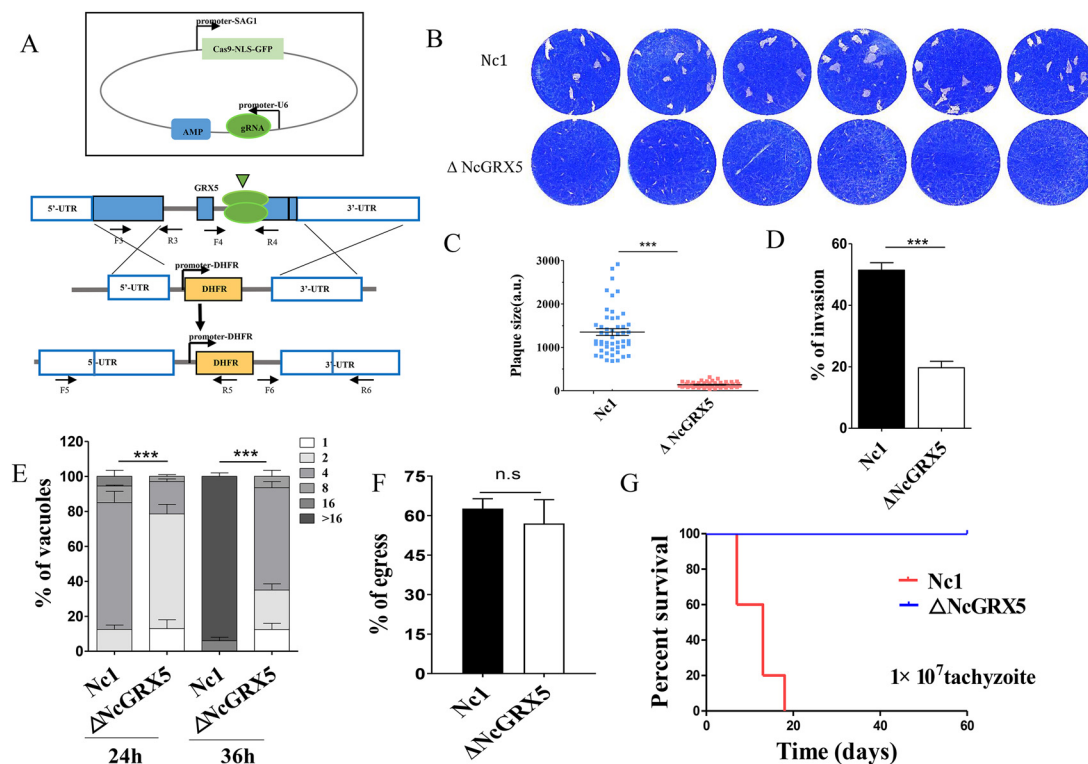 A
promoter-SAG1
Cas9-NLS-GFP
promoter-U6
AMP
gRNA
GRX5
5’-UTR
3’-UTR
F3
R3
F4
R4
promoter-DHFR
5’-UTR
DHFR
3’-UTR
promoter-DHFR
5’-UTR
DHFR
3’-UTR
F5
R5
F6
R6
B
Nc1
Δ NcGRX5
C
***
Plaque size(a.u.)
3000
2000
1000
0
Nc1
Δ NcGRX5
D
***
% of invasion
60
40
20
0
Nc1
ΔNcGRX5
E
% of vacuoles
120
100
80
60
40
20
0
***
***
1
2
4
8
16
>16
Nc1
ΔNcGRX5
Nc1
ΔNcGRX5
24h
36h
F
n.s
% of egress
75
60
45
30
15
0
Nc1
ΔNcGRX5
G
Percent survival
100
80
60
40
20
0
Nc1
△NcGRX5
1× 10⁷tachyzoite
0
20
40
60
Time (days)